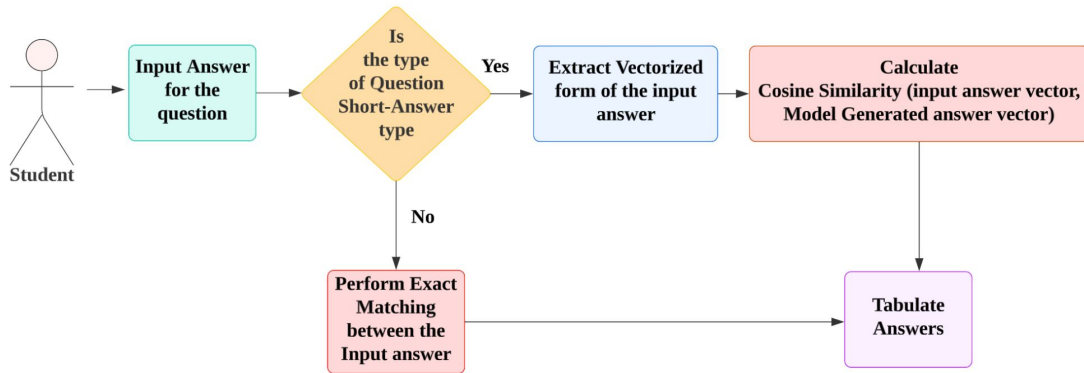 Student
Input Answer
for the
question
Is
the type
of Question
Short-Answer
type
Yes
Extract Vectorized
form of the input
answer
Calculate
Cosine Similarity (input answer vector,
Model Generated answer vector)
No
Perform Exact
Matching
between the
Input answer
Tabulate
Answers